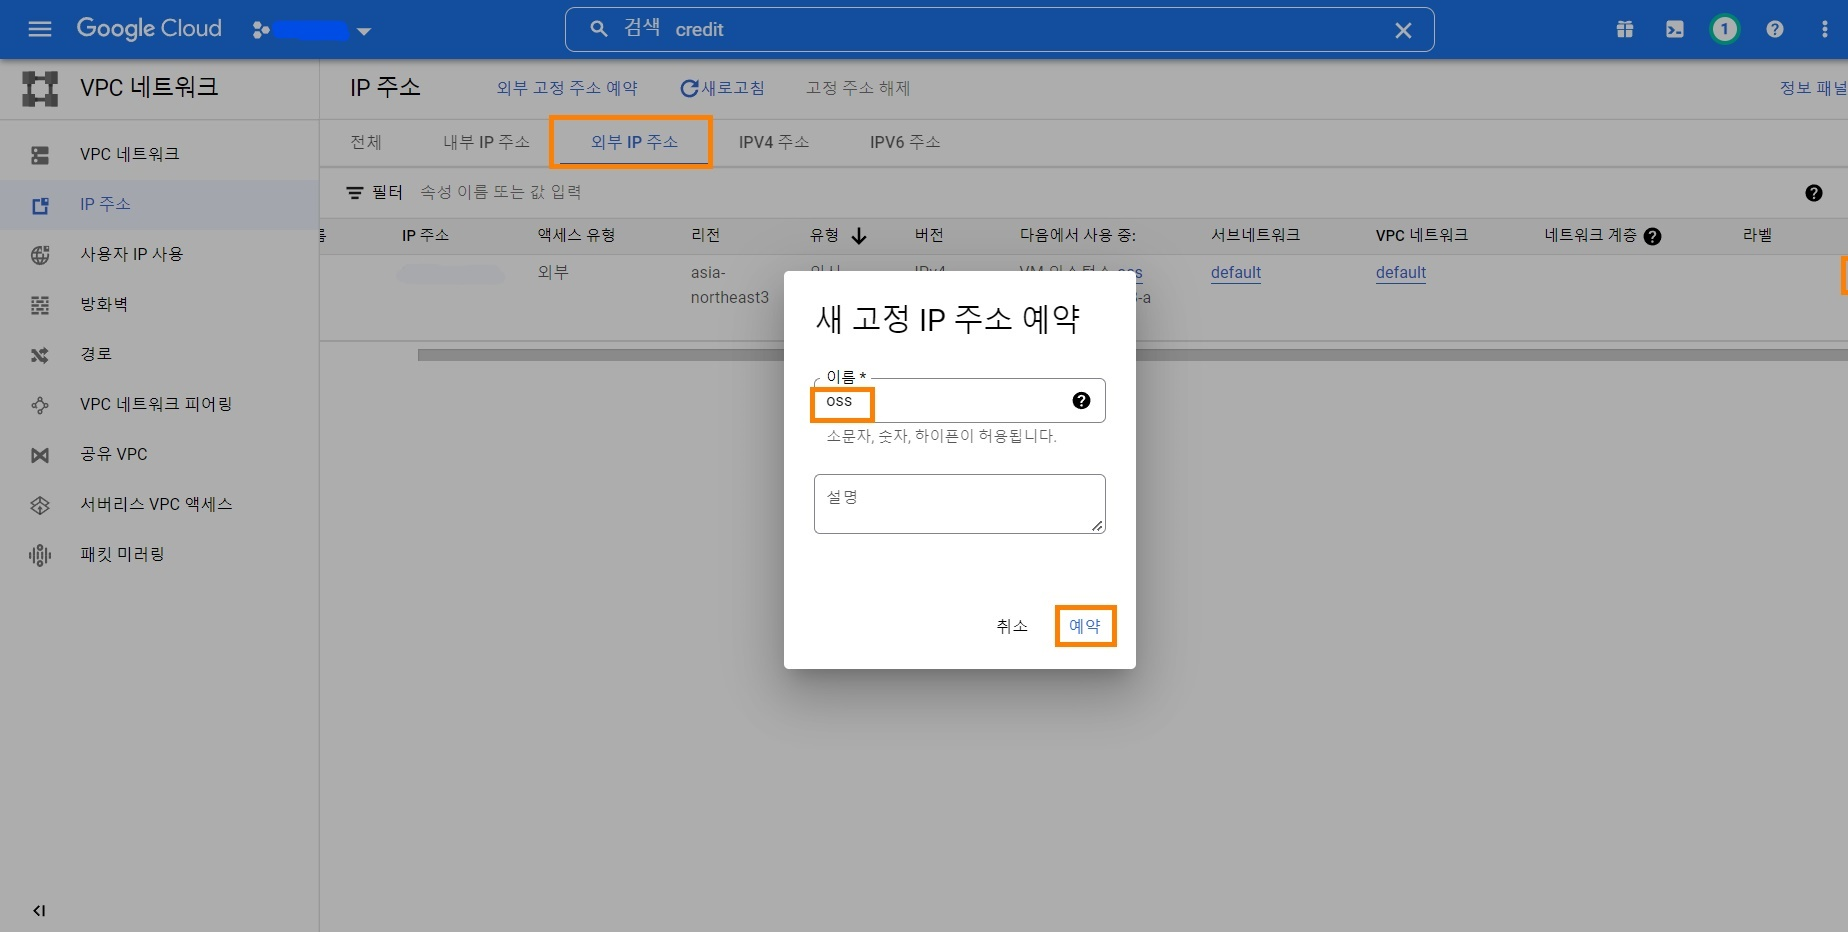 Google Cloud
검색 credit
1
VPC 네트워크
IP 주소
외부 고정 주소 예약
새로고침
고정 주소 해제
정보 패널
전체
내부 IP 주소
외부 IP 주소
IPV4 주소
IPV6 주소
필터 속성 이름 또는 값 입력
IP 주소
액세스 유형
리전
유형
버전
다음에서 사용 중:
서브네트워크
VPC 네트워크
네트워크 계층
라벨
외부
asia-
northeast3
IPv4
VM 인스턴스 oss
-a
default
default
VPC 네트워크
IP 주소
사용자 IP 사용
방화벽
경로
VPC 네트워크 피어링
공유 VPC
서버리스 VPC 액세스
패킷 미러링
새 고정 IP 주소 예약
이름 *
oss
소문자, 숫자, 하이픈이 허용됩니다.
설명
취소
예약